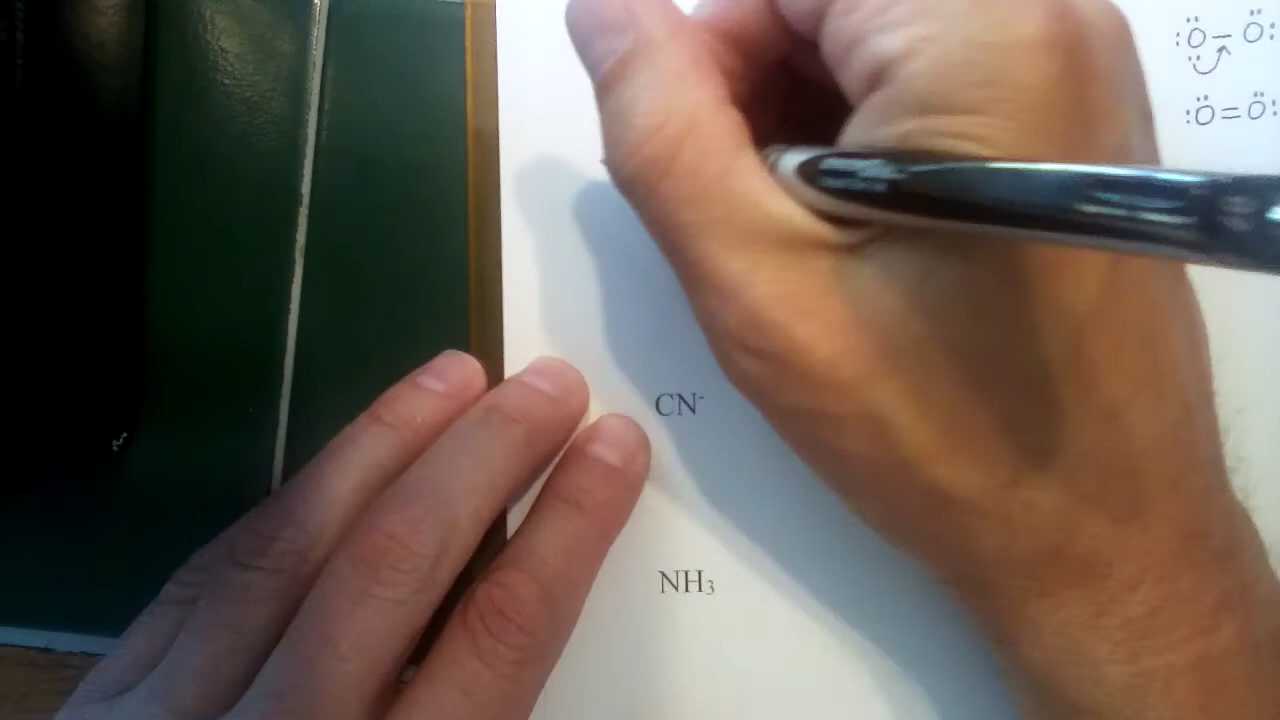 :Ö – Ö:
:Ö=Ö:
CN⁻
NH₃